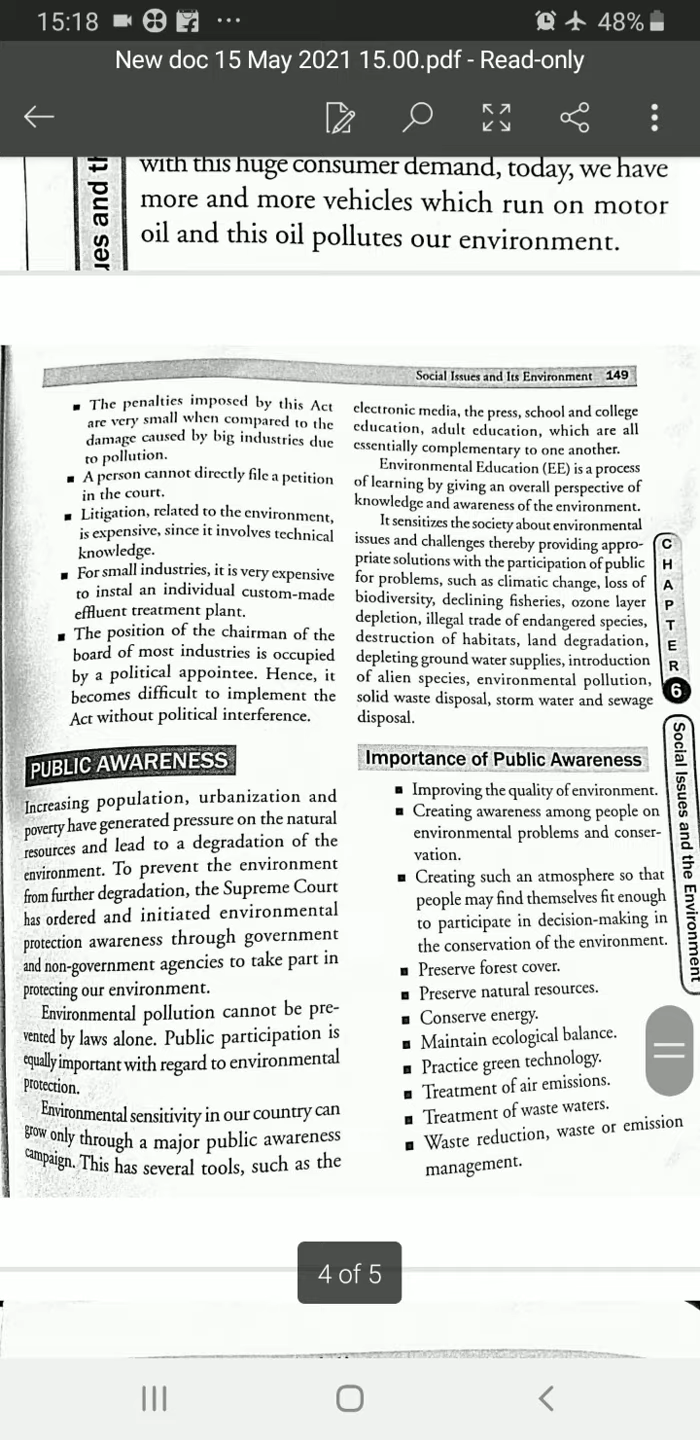 15:18
48%
New doc 15 May 2021 15.00.pdf - Read-only
with this huge consumer demand, today, we have
more and more vehicles which run on motor
oil and this oil pollutes our environment.
ues and th
Social Issues and Its Environment 149
▪ The penalties imposed by this Act
are very small when compared to the
damage caused by big industries due
to pollution.
▪ A person cannot directly file a petition
in the court.
▪ Litigation, related to the environment,
is expensive, since it involves technical
knowledge.
▪ For small industries, it is very expensive
to instal an individual custom-made
effluent treatment plant.
▪ The position of the chairman of the
board of most industries is occupied
by a political appointee. Hence, it
becomes difficult to implement the
Act without political interference.
PUBLIC AWARENESS
Increasing population, urbanization and
poverty have generated pressure on the natural
resources and lead to a degradation of the
environment. To prevent the environment
from further degradation, the Supreme Court
has ordered and initiated environmental
protection awareness through government
and non-government agencies to take part in
protecting our environment.
Environmental pollution cannot be pre-
vented by laws alone. Public participation is
equally important with regard to environmental
protection.
Environmental sensitivity in our country can
grow only through a major public awareness
campaign. This has several tools, such as the
electronic media, the press, school and college
education, adult education, which are all
essentially complementary to one another.
Environmental Education (EE) is a process
of learning by giving an overall perspective of
knowledge and awareness of the environment.
It sensitizes the society about environmental
issues and challenges thereby providing appro-
priate solutions with the participation of public
for problems, such as climatic change, loss of
biodiversity, declining fisheries, ozone layer
depletion, illegal trade of endangered species,
destruction of habitats, land degradation,
depleting ground water supplies, introduction
of alien species, environmental pollution,
solid waste disposal, storm water and sewage
disposal.
Importance of Public Awareness
▪ Improving the quality of environment.
▪ Creating awareness among people on
environmental problems and conser-
vation.
▪ Creating such an atmosphere so that
people may find themselves fit enough
to participate in decision-making in
the conservation of the environment.
▪ Preserve forest cover.
▪ Preserve natural resources.
▪ Conserve energy.
▪ Maintain ecological balance.
▪ Practice green technology.
▪ Treatment of air emissions.
▪ Treatment of waste waters.
▪ Waste reduction, waste or emission
management.
CHAPTER 6
Social Issues and the Environment
4 of 5